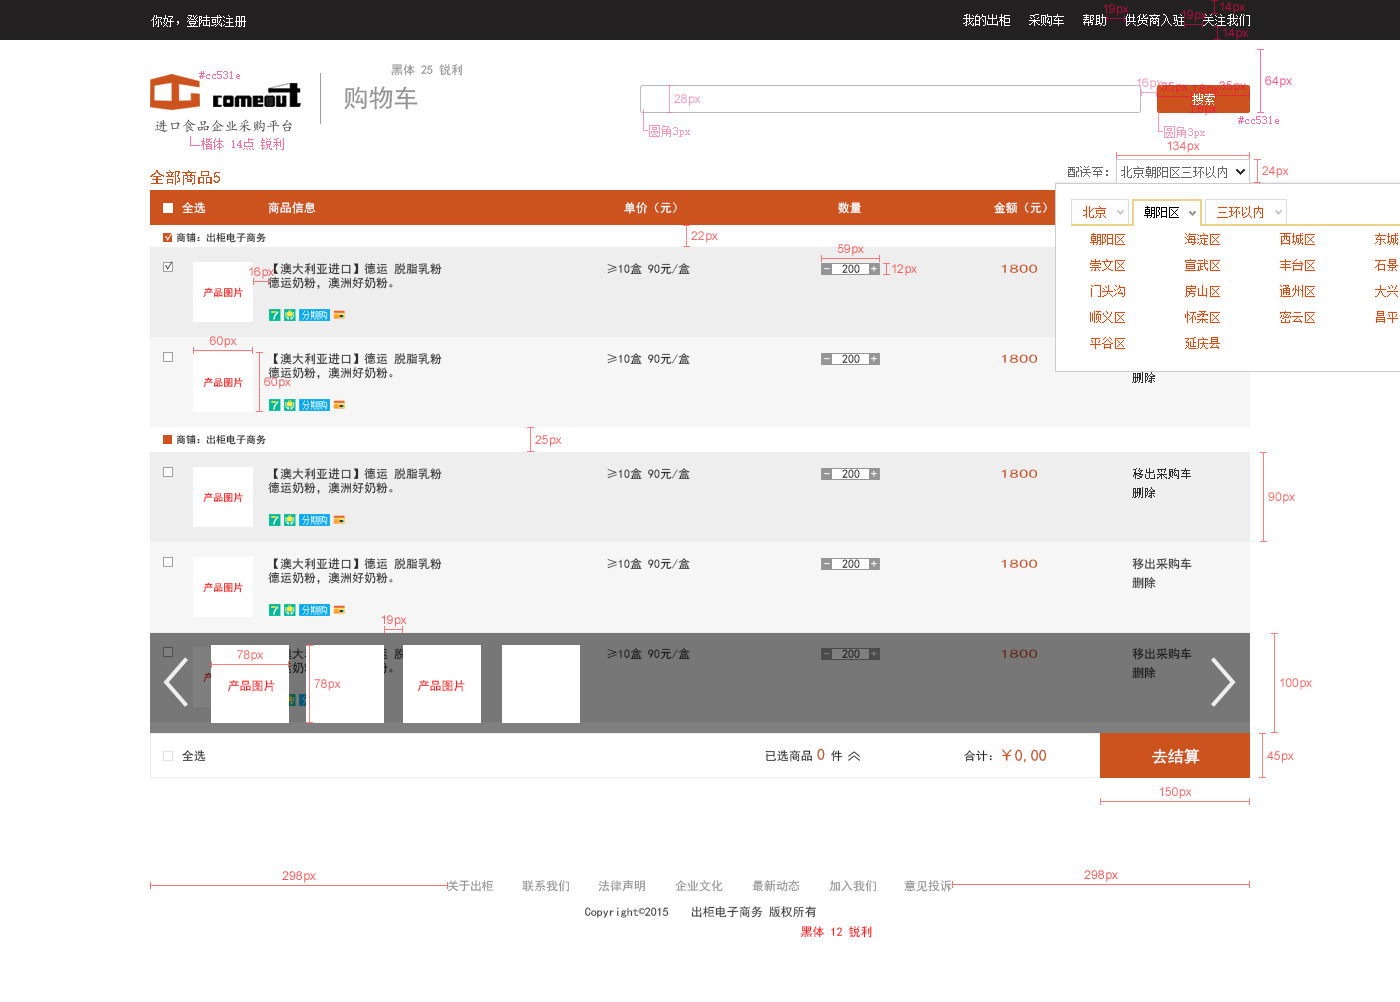 你好，登陆或注册
我的出柜 采购车 帮助 供货商入驻 关注我们
19px 19px 14px
14px
黑体 25 锐利
#cc531e
comeout
购物车
进口食品企业采购平台
楷体 14点 锐利
28px
圆角3px
16px 35px 35px
搜索
64px
#cc531e
圆角3px
134px
全部商品5
配送至： 北京朝阳区三环以内
24px
全选 商品信息 单价（元） 数量 金额（元）
北京 朝阳区 三环以内
朝阳区 海淀区 西城区 东城
崇文区 宣武区 丰台区 石景
门头沟 房山区 通州区 大兴
顺义区 怀柔区 密云区 昌平
平谷区 延庆县
商铺：出柜电子商务
22px
59px
16px
产品图片
【澳大利亚进口】德运 脱脂乳粉
德运奶粉，澳洲好奶粉。
7 分期购
≥10盒 90元/盒
- 200 +
12px
1800
60px
60px
产品图片
【澳大利亚进口】德运 脱脂乳粉
德运奶粉，澳洲好奶粉。
7 分期购
≥10盒 90元/盒
- 200 +
1800
删除
商铺：出柜电子商务
25px
产品图片
【澳大利亚进口】德运 脱脂乳粉
德运奶粉，澳洲好奶粉。
7 分期购
≥10盒 90元/盒
- 200 +
1800
移出采购车
删除
90px
产品图片
【澳大利亚进口】德运 脱脂乳粉
德运奶粉，澳洲好奶粉。
7 分期购
≥10盒 90元/盒
- 200 +
1800
移出采购车
删除
19px
78px
78px
产品图片
产品图片
≥10盒 90元/盒
- 200 +
1800
移出采购车
删除
100px
全选 已选商品 0 件 合计：￥0,00 去结算
45px
150px
298px
298px
关于出柜 联系我们 法律声明 企业文化 最新动态 加入我们 意见投诉
Copyright©2015 出柜电子商务 版权所有
黑体 12 锐利